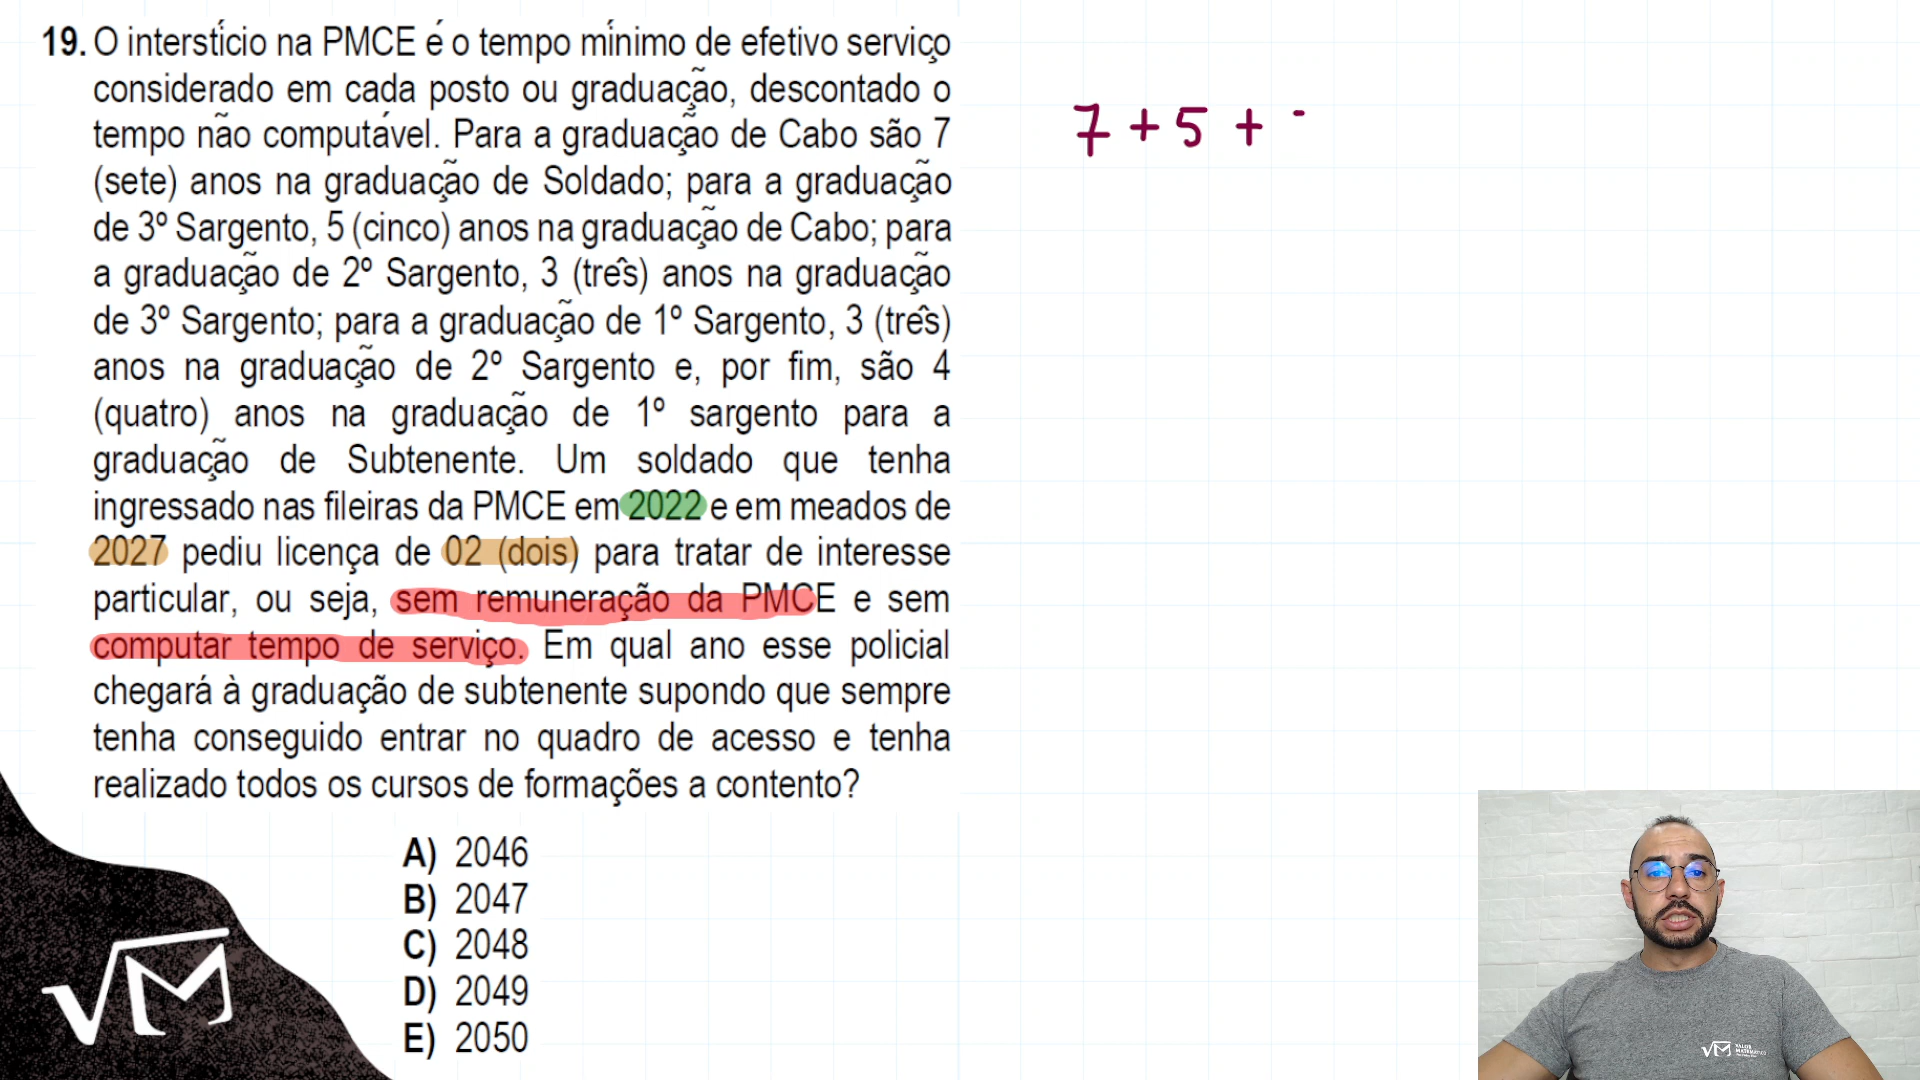 19. O interstício na PMCE é o tempo mínimo de efetivo serviço
considerado em cada posto ou graduação, descontado o
tempo não computável. Para a graduação de Cabo são 7
(sete) anos na graduação de Soldado; para a graduação
de 3º Sargento, 5 (cinco) anos na graduação de Cabo; para
a graduação de 2º Sargento, 3 (três) anos na graduação
de 3º Sargento; para a graduação de 1º Sargento, 3 (três)
anos na graduação de 2º Sargento e, por fim, são 4
(quatro) anos na graduação de 1º sargento para a
graduação de Subtenente. Um soldado que tenha
ingressado nas fileiras da PMCE em 2022 e em meados de
2027 pediu licença de 02 (dois) para tratar de interesse
particular, ou seja, sem remuneração da PMCE e sem
computar tempo de serviço. Em qual ano esse policial
chegará à graduação de subtenente supondo que sempre
tenha conseguido entrar no quadro de acesso e tenha
realizado todos os cursos de formações a contento?
A) 2046
B) 2047
C) 2048
D) 2049
E) 2050
7 + 5 +